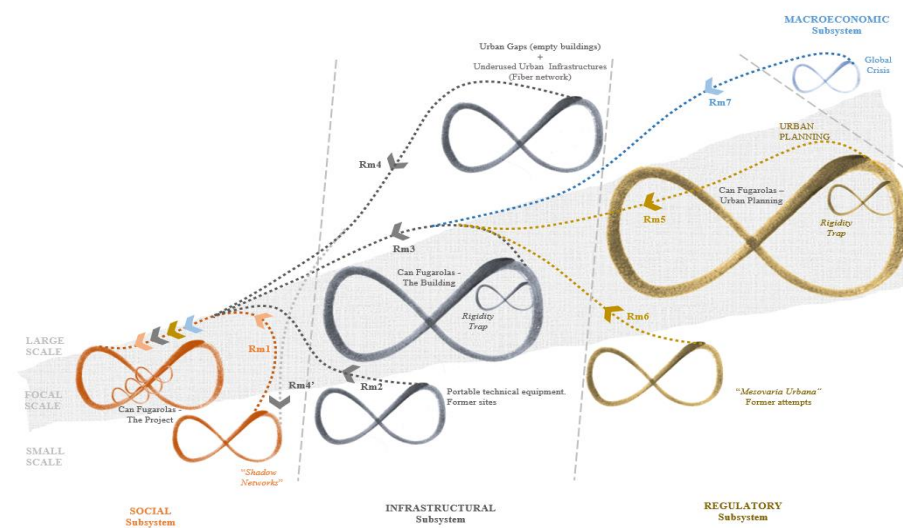 MACROECONOMIC
Subsystem
Urban Gaps (empty buildings)
+
Underused Urban Infrastructures
(Fiber network)
Global
Crisis
Rm7
URBAN
PLANNING
Rm4
Can Fugarolas –
Urban Planning
Rm5
Rigidity
Trap
Rm3
Can Fugarolas -
The Building
Rigidity
Trap
Rm6
LARGE
SCALE
Rm1
FOCAL
SCALE
Can Fugarolas -
The Project
Rm4’
Rm2
Portable technical equipment.
Former sites
“Mesovaria Urbana”
Former attempts
SMALL
SCALE
“Shadow
Networks”
SOCIAL
Subsystem
INFRASTRUCTURAL
Subsystem
REGULATORY
Subsystem